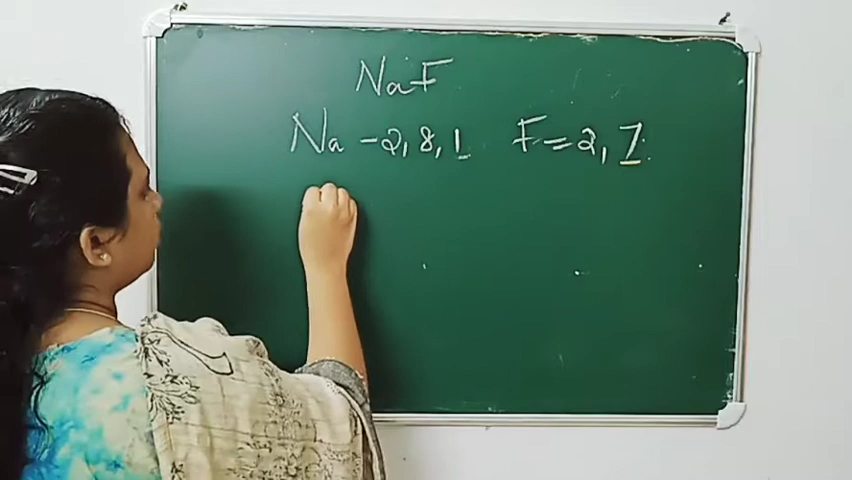 NaF
Na - 2, 8, 1 F = 2, 7